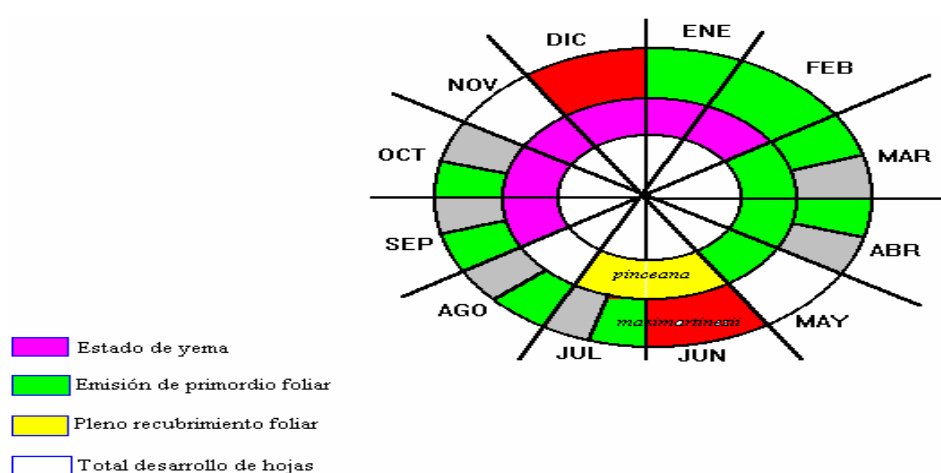 ENE
FEB
MAR
ABR
MAY
JUN
JUL
AGO
SEP
OCT
NOV
DIC
pinceana
maximartinezii
Estado de yema
Emisión de primordio foliar
Pleno recubrimiento foliar
Total desarrollo de hojas